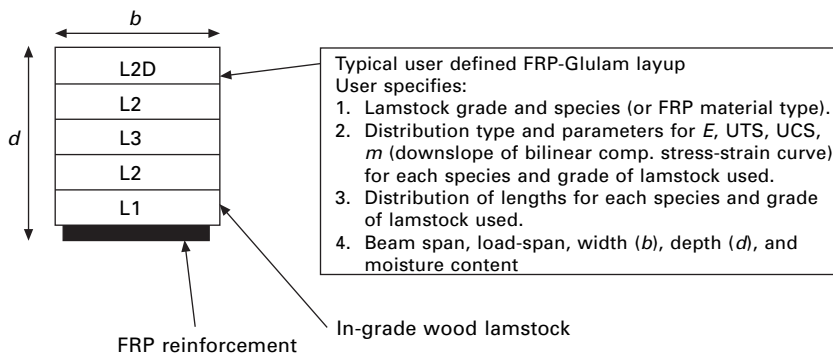 b
d
L2D
L2
L3
L2
L1
Typical user defined FRP-Glulam layup
User specifies:
1. Lamstock grade and species (or FRP material type).
2. Distribution type and parameters for E, UTS, UCS,
m (downslope of bilinear comp. stress-strain curve)
for each species and grade of lamstock used.
3. Distribution of lengths for each species and grade
of lamstock used.
4. Beam span, load-span, width (b), depth (d), and
moisture content
In-grade wood lamstock
FRP reinforcement